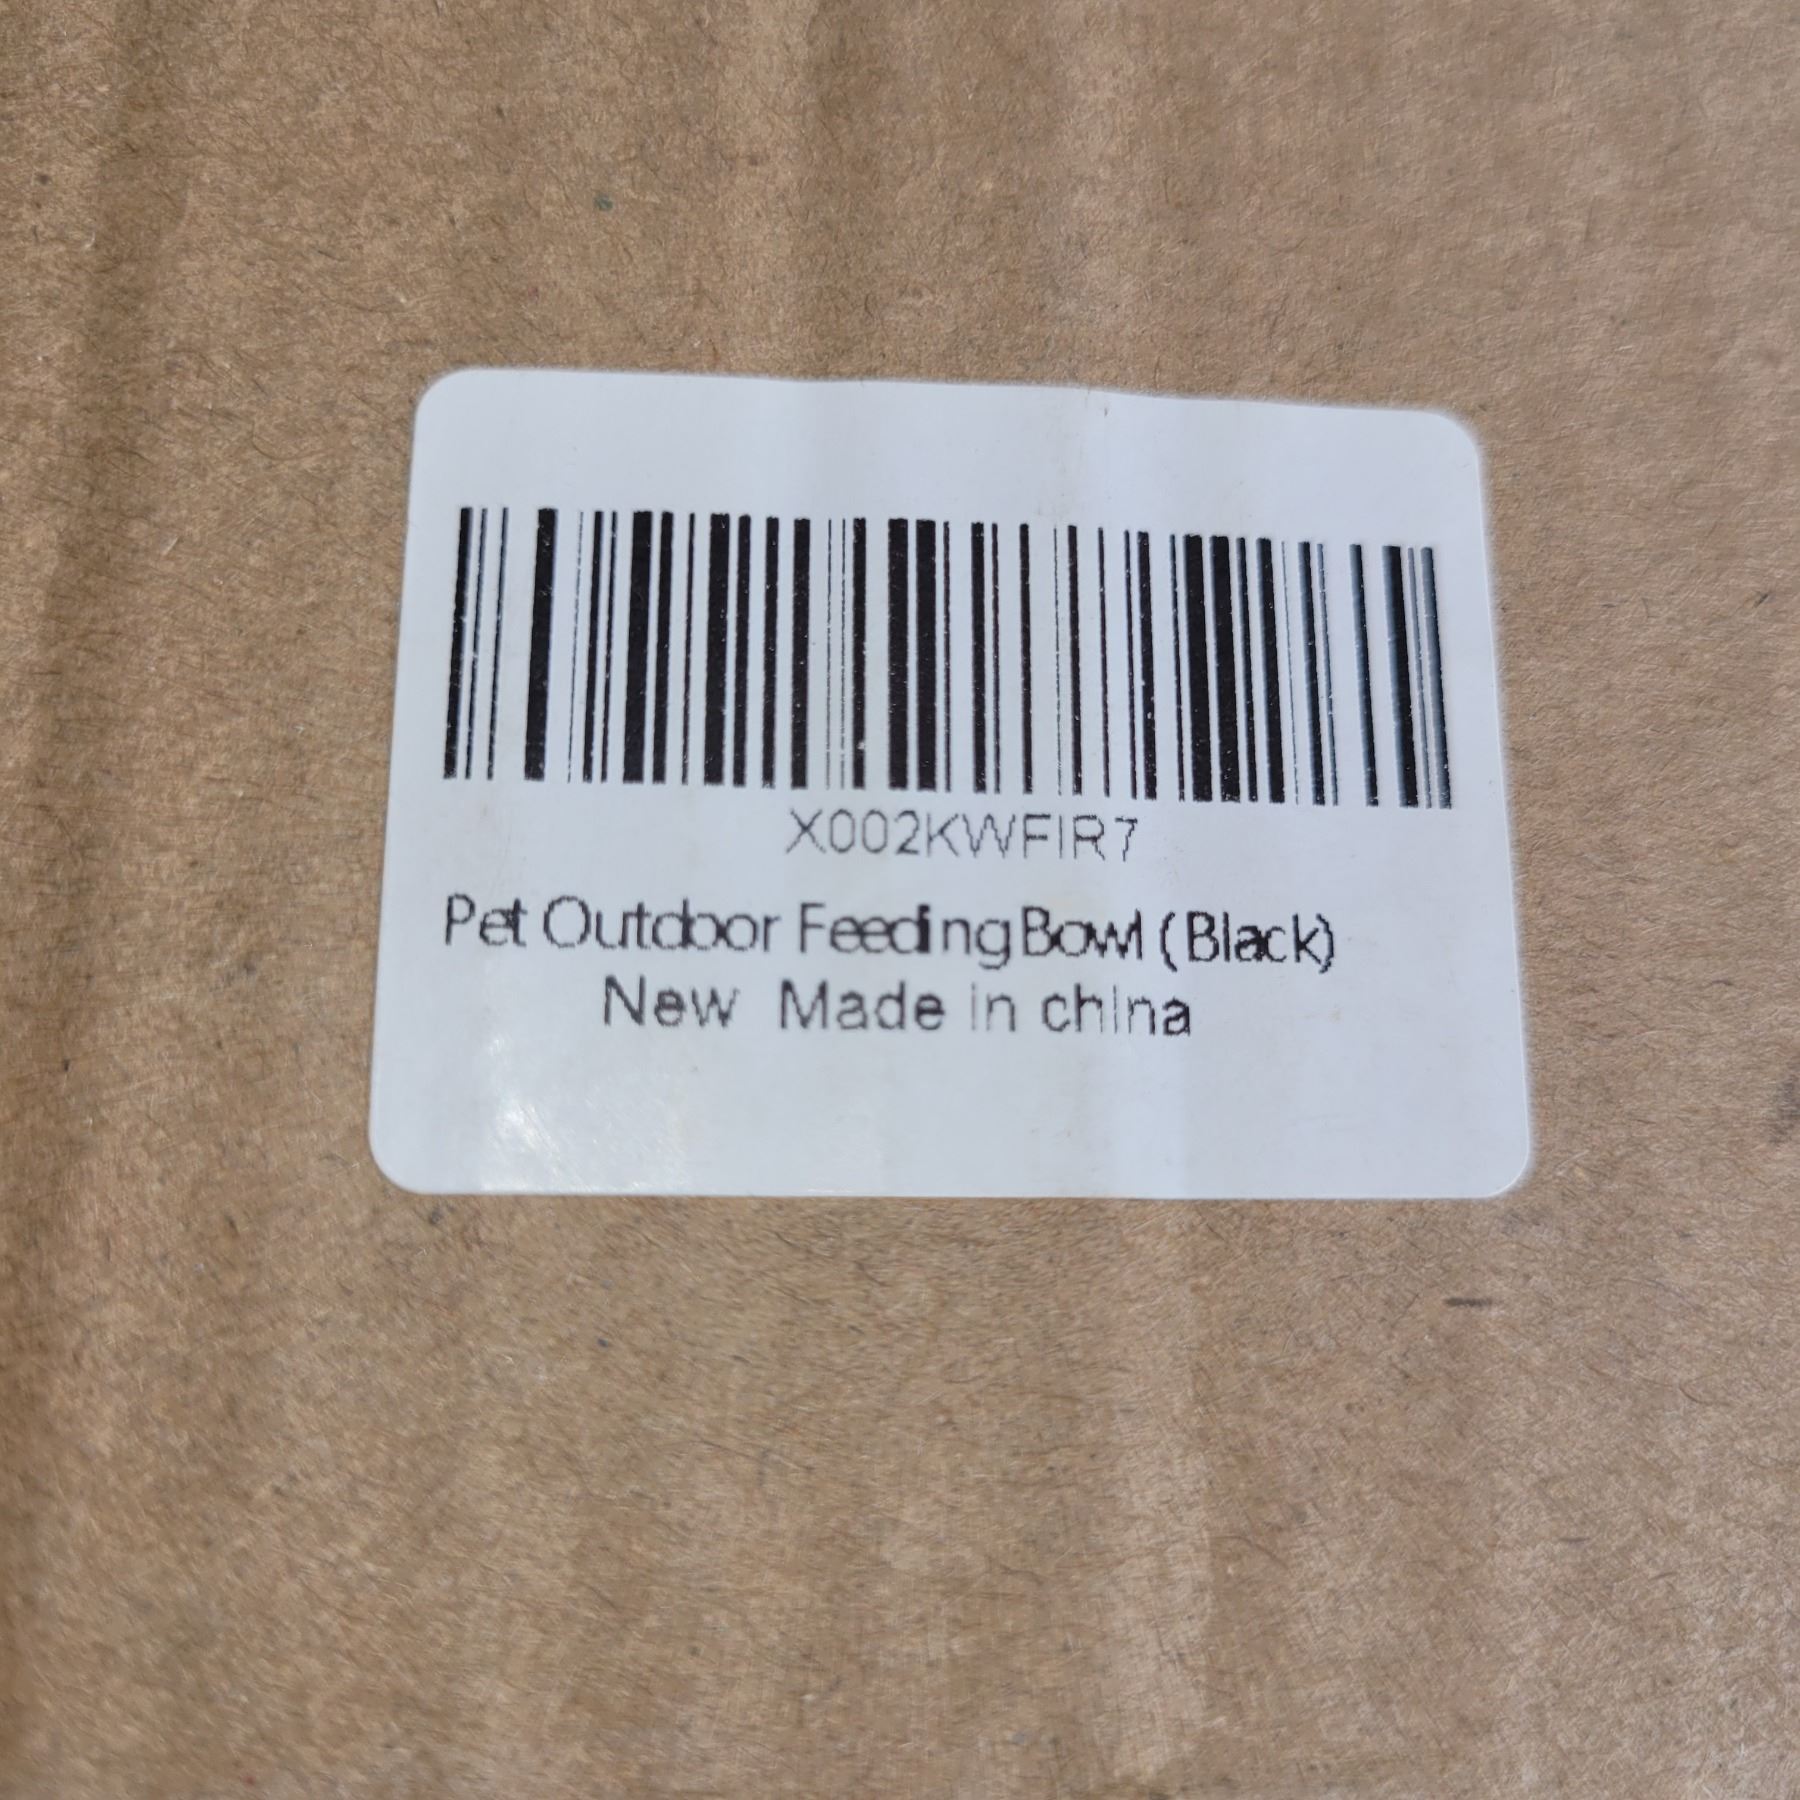 X002KWFIR7
Pet Outdoor Feeding Bowl (Black)
New Made in china